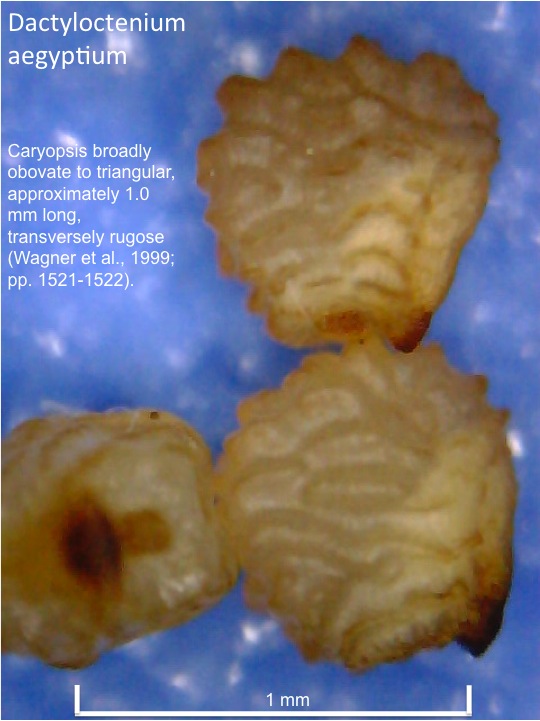 Dactyloctenium
aegyptium
Caryopsis broadly
obovate to triangular,
approximately 1.0
mm long,
transversely rugose
(Wagner et al., 1999;
pp. 1521-1522).
1 mm